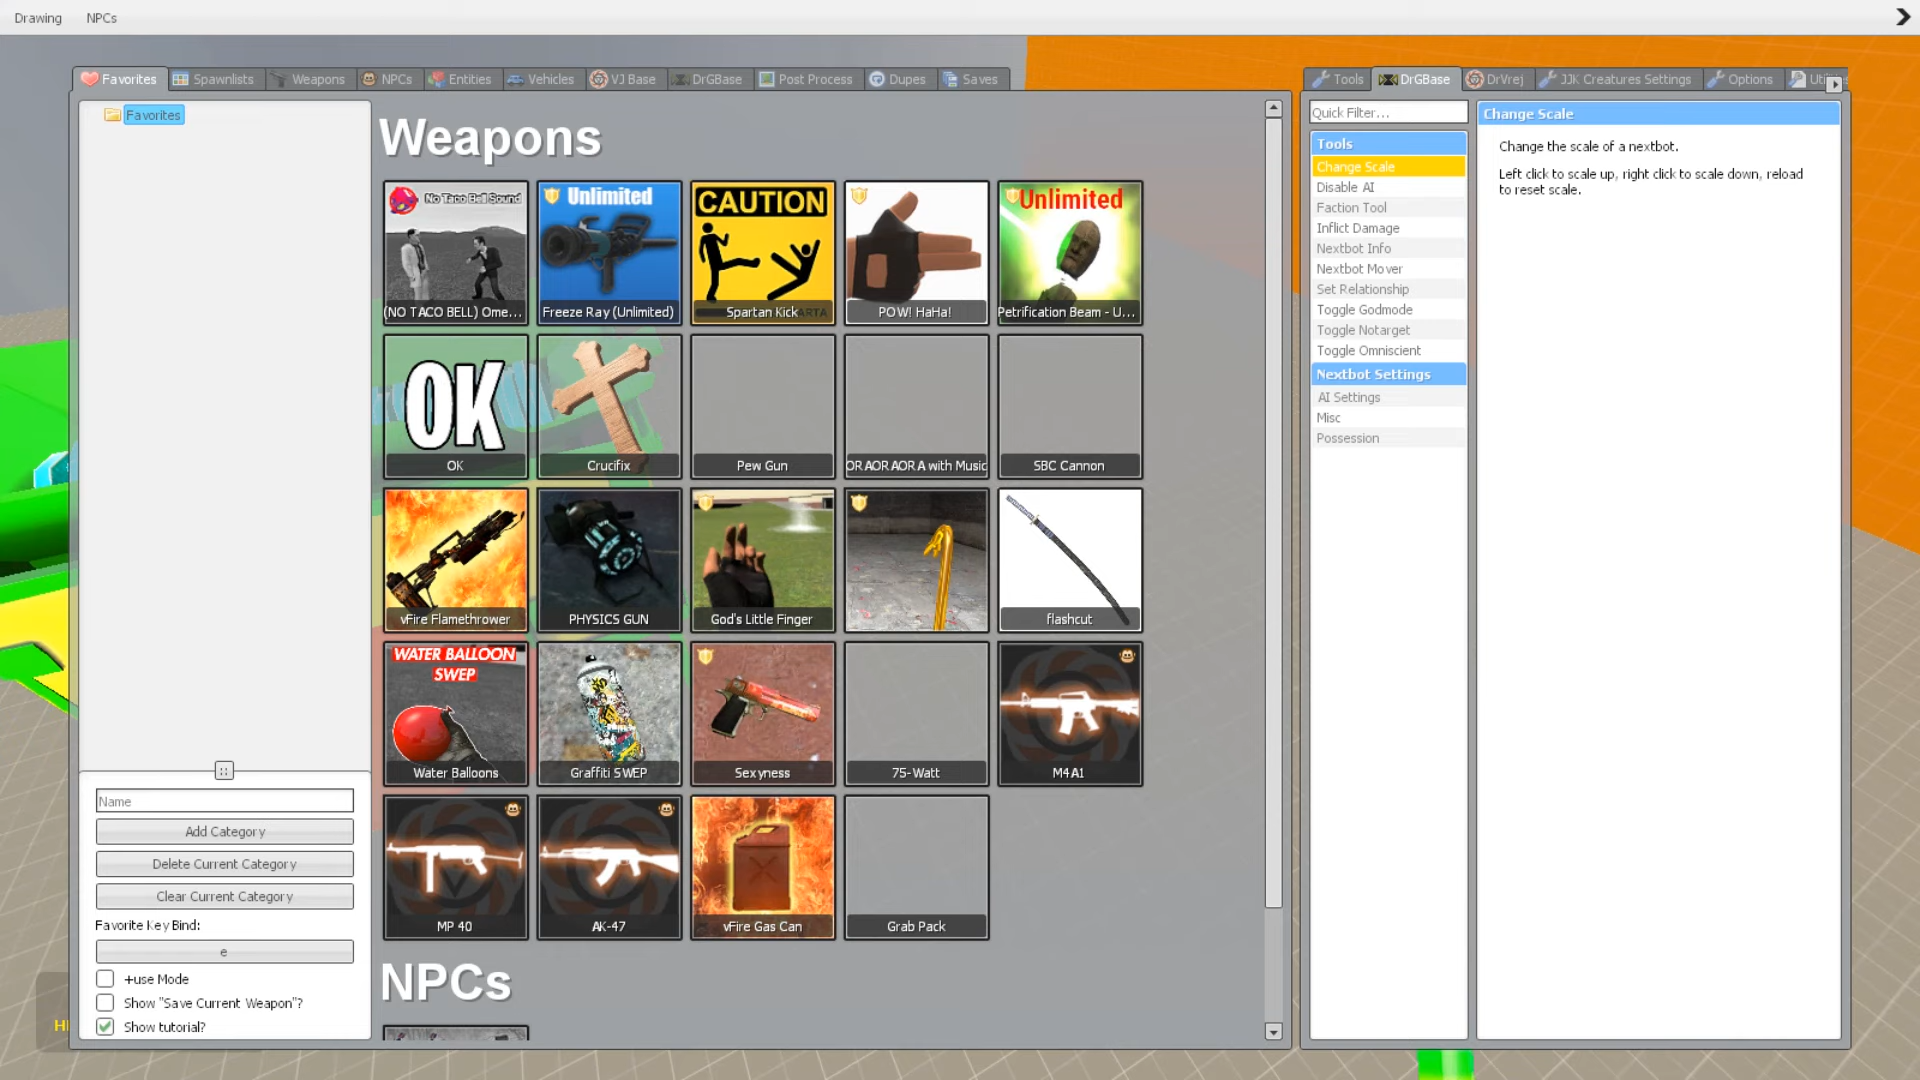 Drawing NPCs
Favorites Spawnlists Weapons NPCs Entities Vehicles VJ Base DrGBase Post Process Dupes Saves
Tools DrGBase DrVrej JJK Creatures Settings Options
Favorites
Weapons
No Taco Bell Sound
Unlimited
CAUTION
Unlimited
(NO TACO BELL) Ome...
Freeze Ray (Unlimited)
Spartan Kick
POW! HaHa!
Petrification Beam - U...
OK
OK
Crucifix
Pew Gun
ORAORAORA with Music
SBC Cannon
vFire Flamethrower
PHYSICS GUN
God's Little Finger
flashcut
WATER BALLOON
SWEP
Water Balloons
Graffiti SWEP
Sexyness
75-Watt
M4A1
MP 40
AK-47
vFire Gas Can
Grab Pack
NPCs
Name
Add Category
Delete Current Category
Clear Current Category
Favorite Key Bind:
e
+use Mode
Show "Save Current Weapon"?
Show tutorial?
Quick Filter...
Tools
Change Scale
Disable AI
Faction Tool
Inflict Damage
Nextbot Info
Nextbot Mover
Set Relationship
Toggle Godmode
Toggle Notarget
Toggle Omniscient
Nextbot Settings
AI Settings
Misc
Possession
Change Scale
Change the scale of a nextbot.
Left click to scale up, right click to scale down, reload
to reset scale.